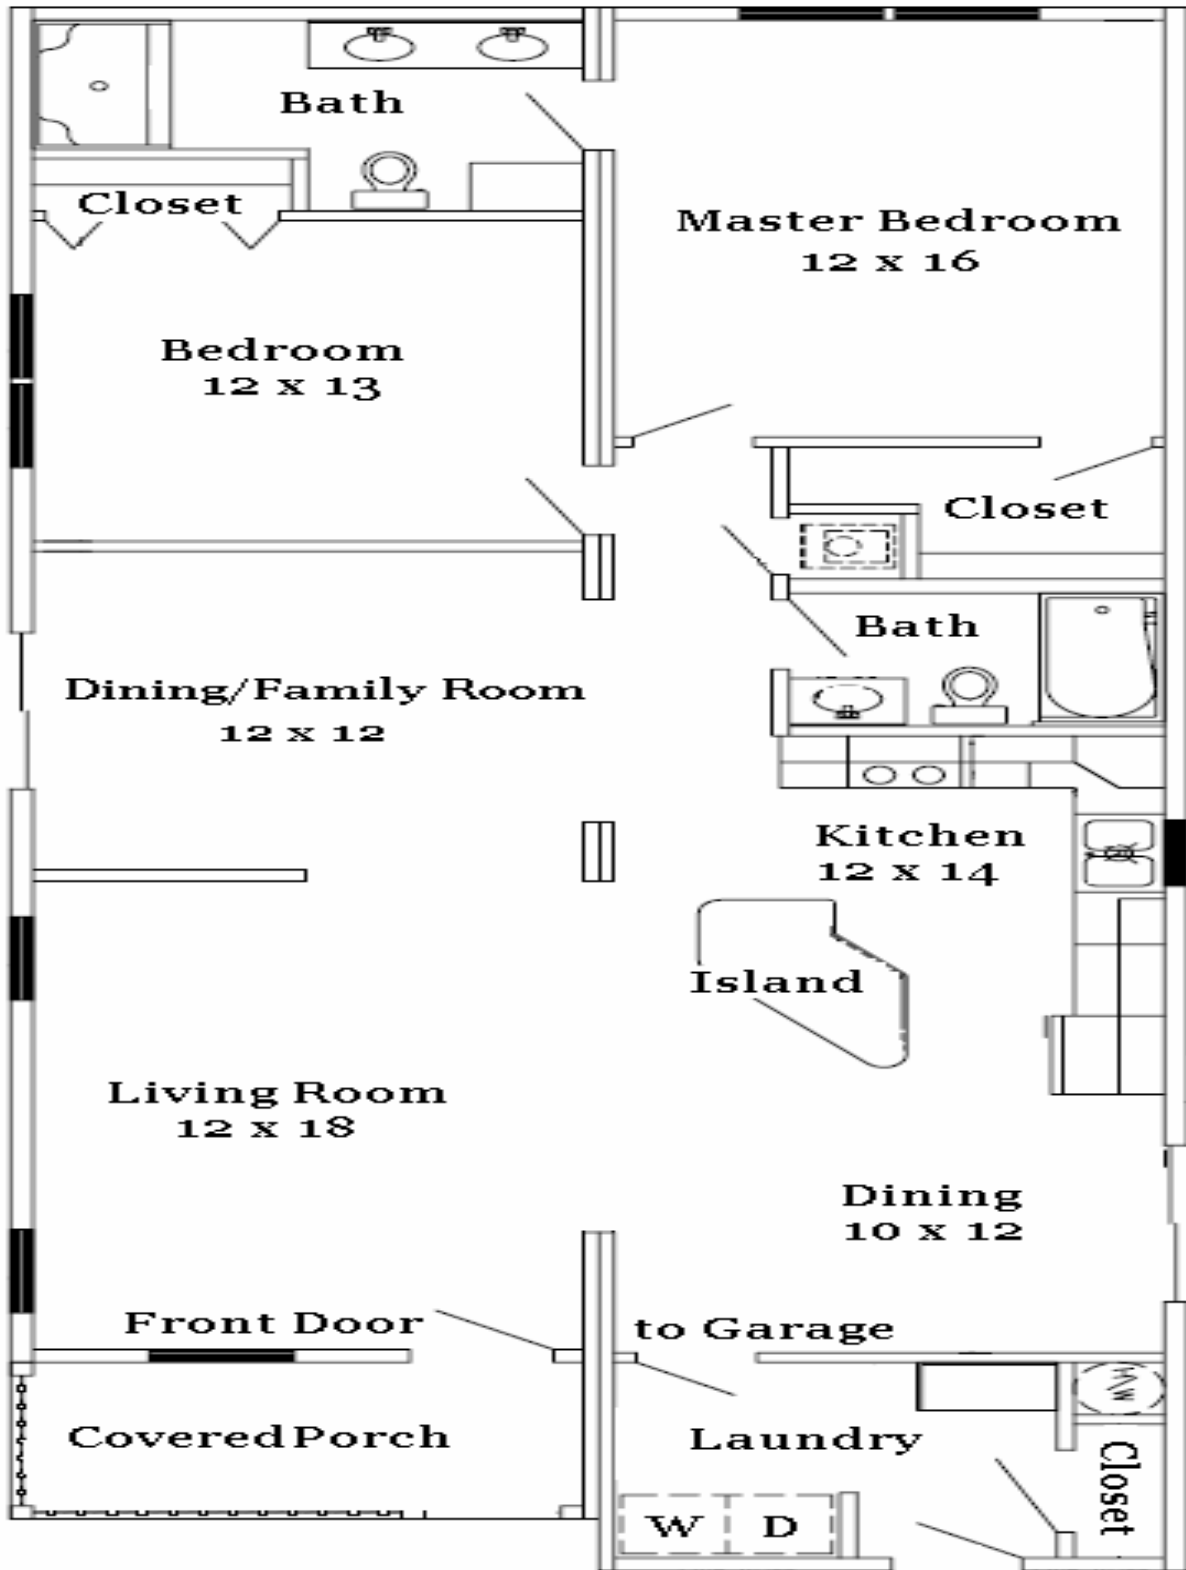 Bath
Closet
Master Bedroom
12 x 16
Bedroom
12 x 13
Closet
Bath
Dining/Family Room
12 x 12
Kitchen
12 x 14
Island
Living Room
12 x 18
Dining
10 x 12
Front Door
to Garage
Covered Porch
Laundry
Closet
W
D